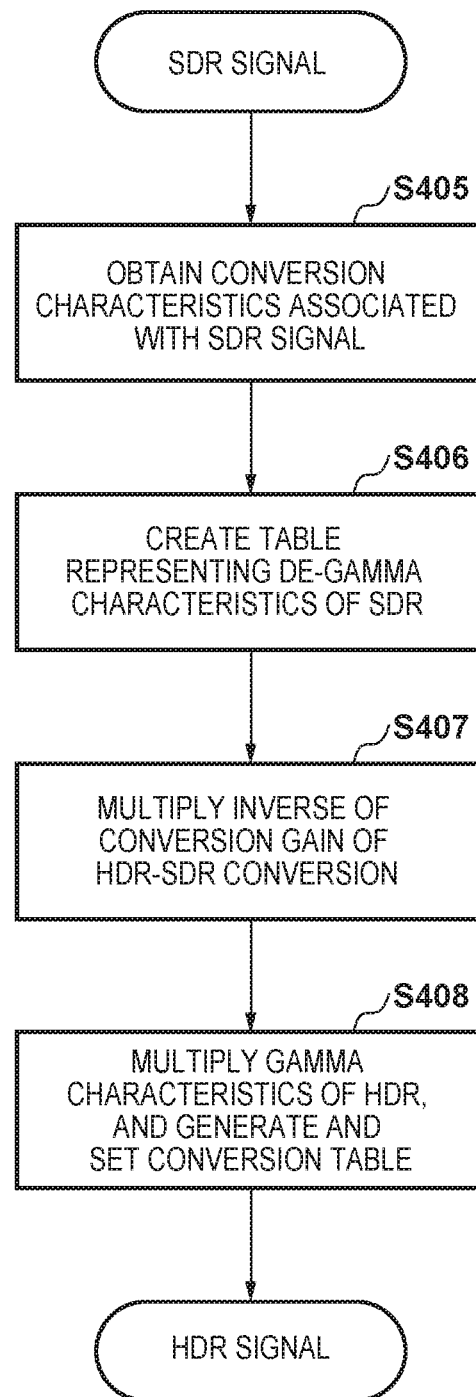 SDR SIGNAL
S405
OBTAIN CONVERSION
CHARACTERISTICS ASSOCIATED
WITH SDR SIGNAL
S406
CREATE TABLE
REPRESENTING DE-GAMMA
CHARACTERISTICS OF SDR
S407
MULTIPLY INVERSE OF
CONVERSION GAIN OF
HDR-SDR CONVERSION
S408
MULTIPLY GAMMA
CHARACTERISTICS OF HDR,
AND GENERATE AND
SET CONVERSION TABLE
HDR SIGNAL